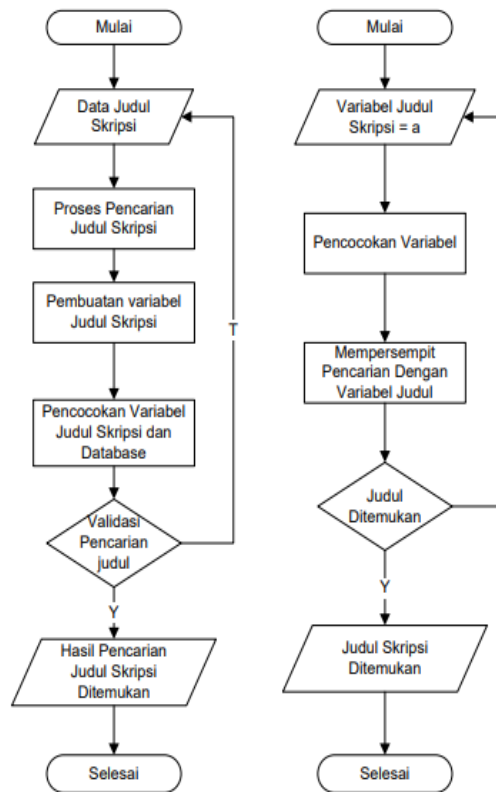 Mulai
Data Judul
Skripsi
Proses Pencarian
Judul Skripsi
Pembuatan variabel
Judul Skripsi
T
Pencocokan Variabel
Judul Skripsi dan
Database
Validasi
Pencarian
judul
Y
Hasil Pencarian
Judul Skripsi
Ditemukan
Selesai
Mulai
Variabel Judul
Skripsi = a
Pencocokan Variabel
Mempersempit
Pencarian Dengan
Variabel Judul
Judul
Ditemukan
Y
Judul Skripsi
Ditemukan
Selesai